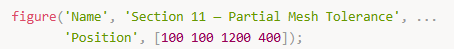 figure('Name', 'Section 11 — Partial Mesh Tolerance', ...
'Position', [100 100 1200 400]);